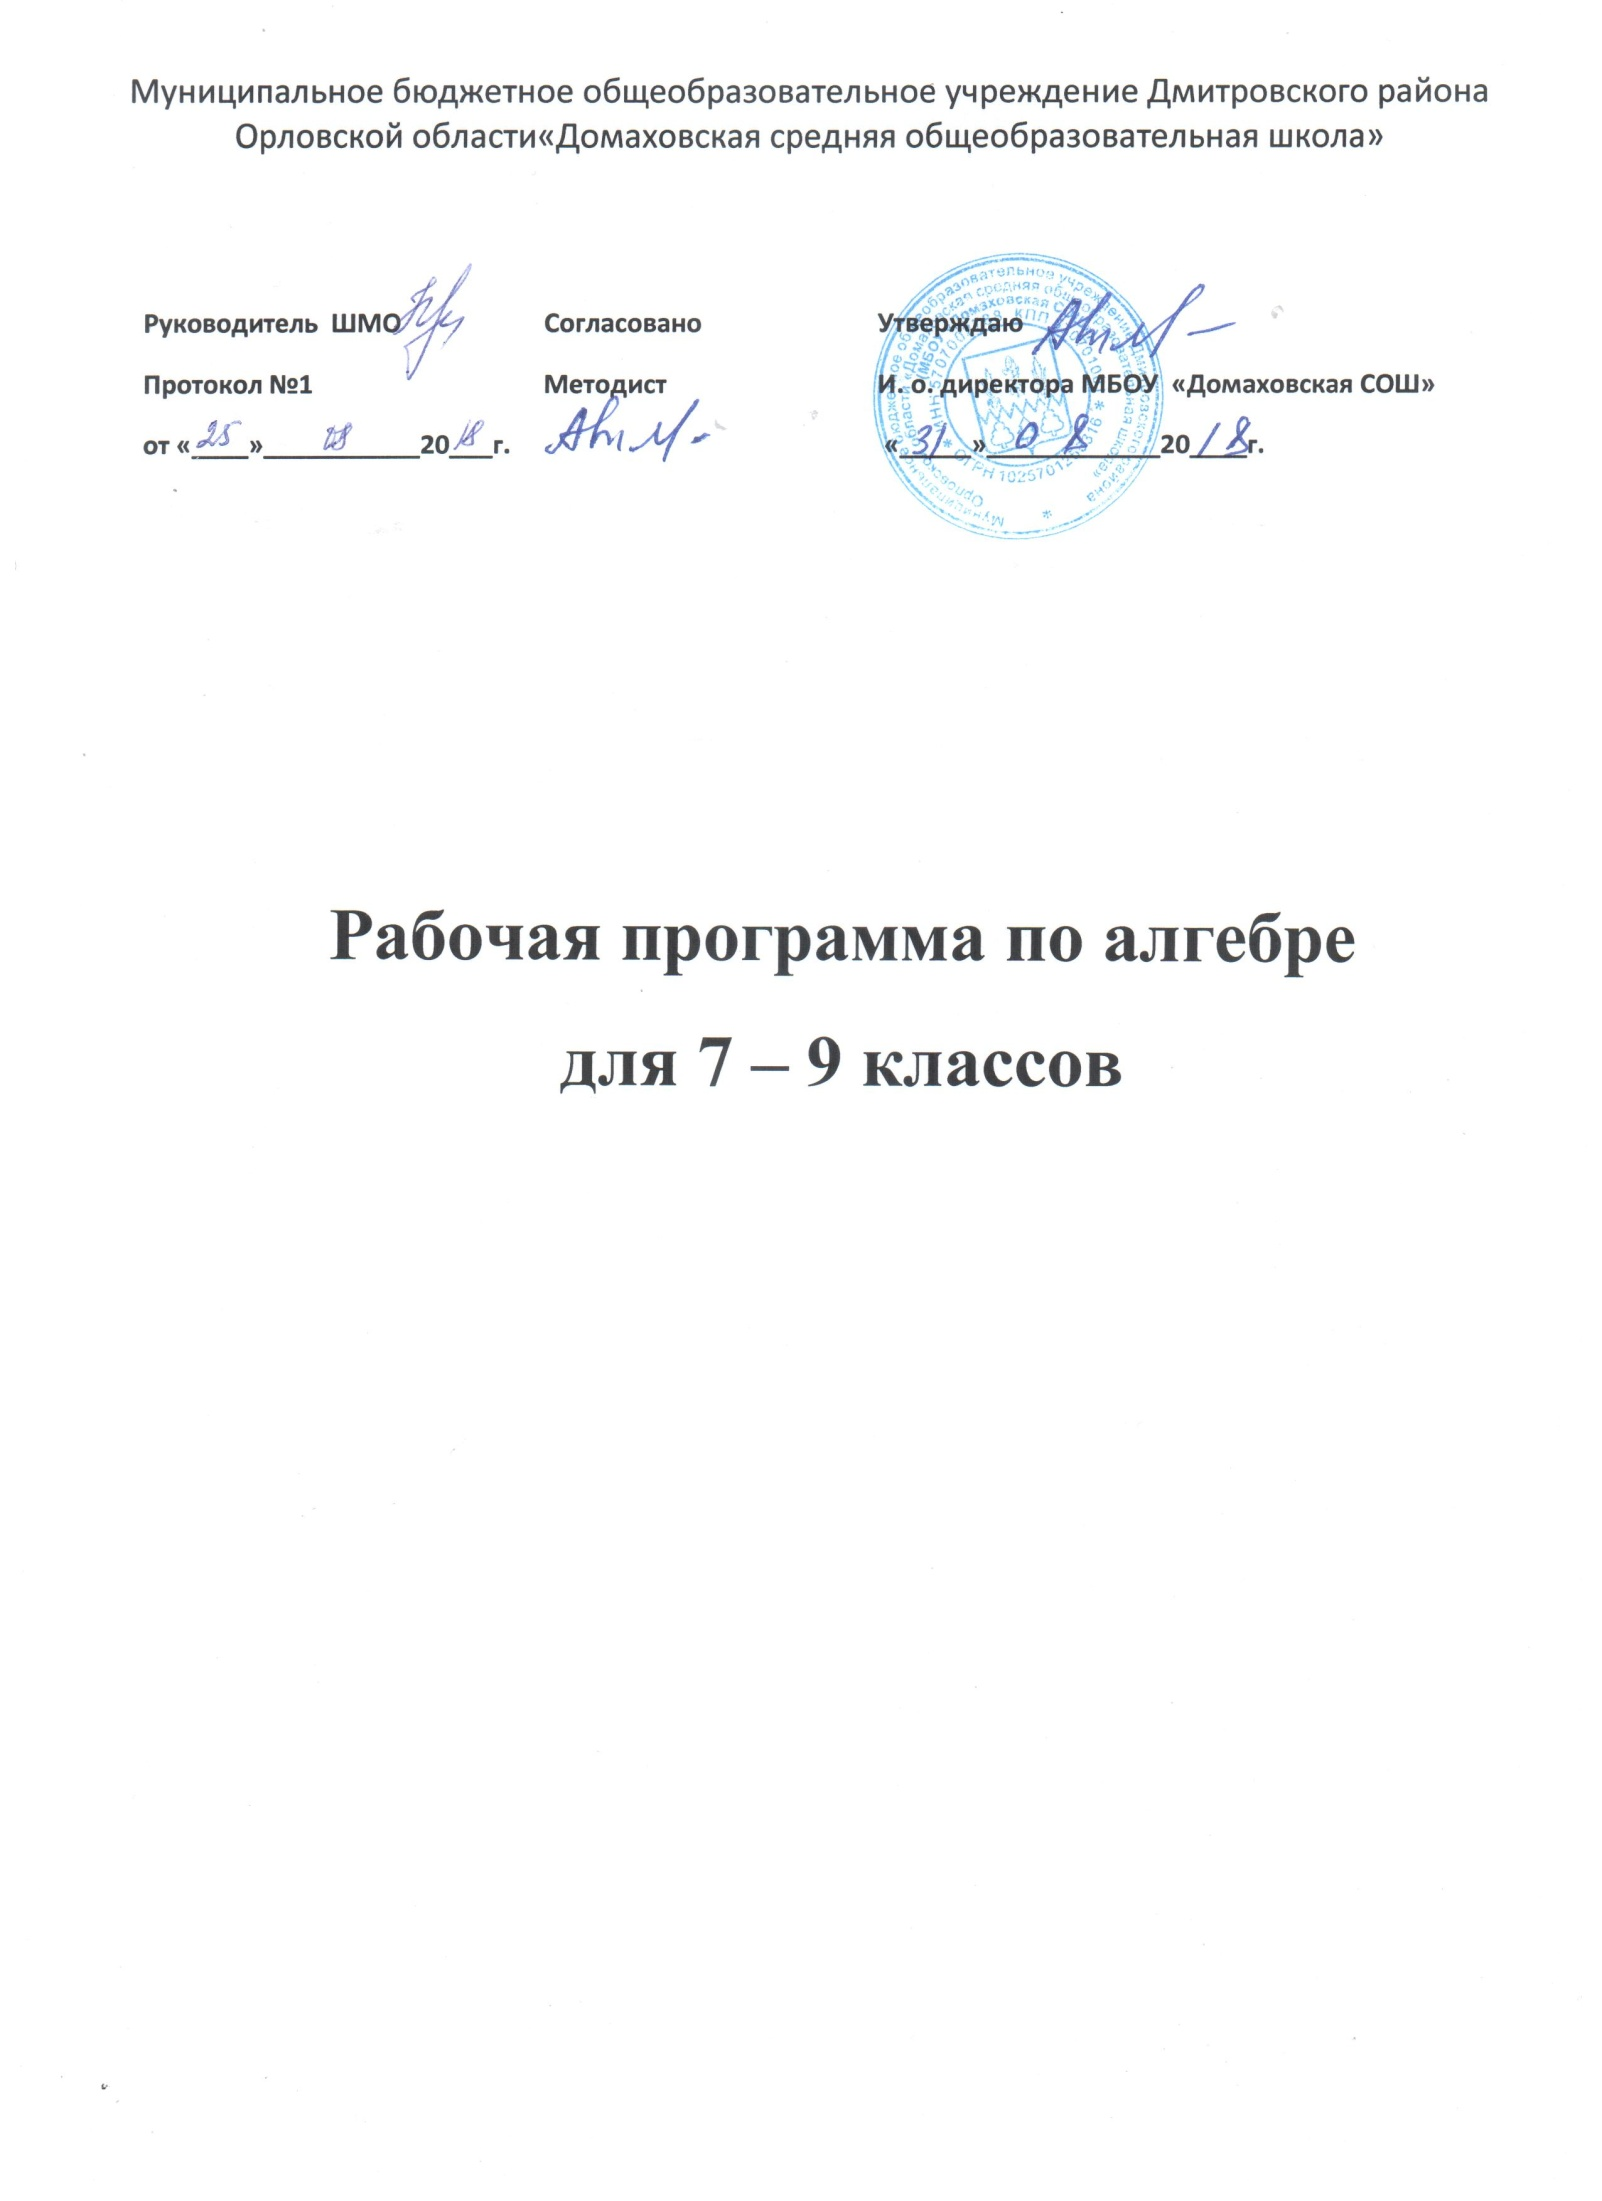 Муниципальное бюджетное общеобразовательное учреждение Дмитровского района
Орловской области«Домаховская средняя общеобразовательная школа»
Руководитель ШМО Согласовано Утверждаю
Протокол №1 Методист И. о. директора МБОУ «Домаховская СОШ»
от «25» 08 2018г. «31» 08 2018г.
Рабочая программа по алгебре
для 7 – 9 классов